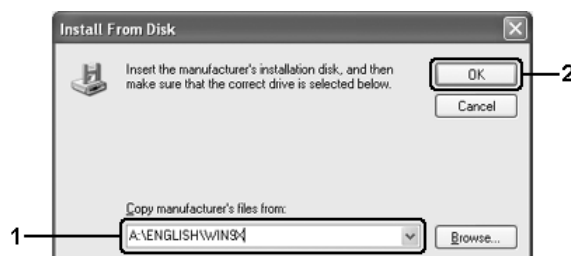 Install From Disk
Insert the manufacturer's installation disk, and then
make sure that the correct drive is selected below.
OK
2
Cancel
Copy manufacturer's files from:
1
A:\ENGLISH\WIN9X
Browse...